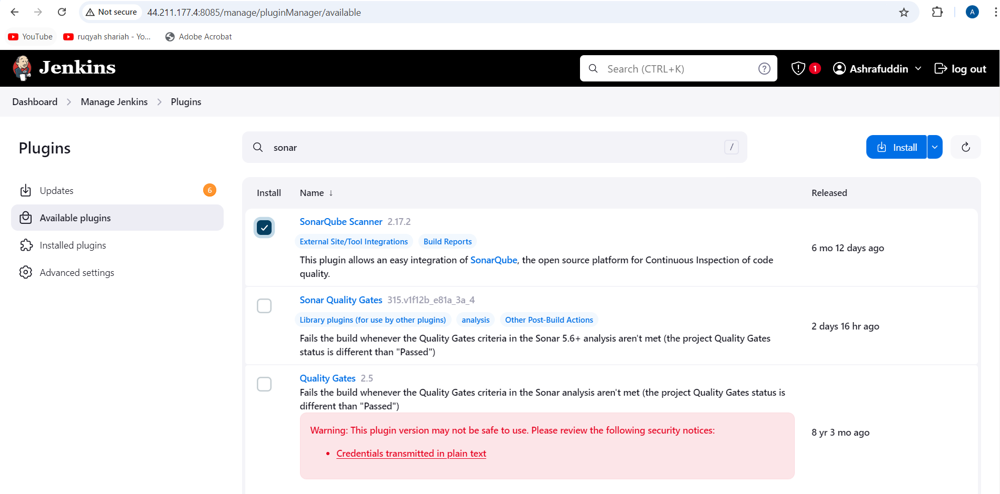 Not secure 44.211.177.4:8085/manage/pluginManager/available A
YouTube ruqyah shariah - Yo... Adobe Acrobat
Jenkins Search (CTRL+K) ? 1 Ashrafuddin log out
Dashboard > Manage Jenkins > Plugins
Plugins
sonar /
Install
Updates 6
Available plugins
Installed plugins
Advanced settings
Install Name ↓ Released
SonarQube Scanner 2.17.2
External Site/Tool Integrations Build Reports
This plugin allows an easy integration of SonarQube, the open source platform for Continuous Inspection of code
quality.
6 mo 12 days ago
Sonar Quality Gates 315.v1f12b_e81a_3a_4
Library plugins (for use by other plugins) analysis Other Post-Build Actions
Fails the build whenever the Quality Gates criteria in the Sonar 5.6+ analysis aren't met (the project Quality Gates
status is different than "Passed")
2 days 16 hr ago
Quality Gates 2.5
Fails the build whenever the Quality Gates criteria in the Sonar analysis aren't met (the project Quality Gates status is
different than "Passed")
Warning: This plugin version may not be safe to use. Please review the following security notices:
• Credentials transmitted in plain text
8 yr 3 mo ago